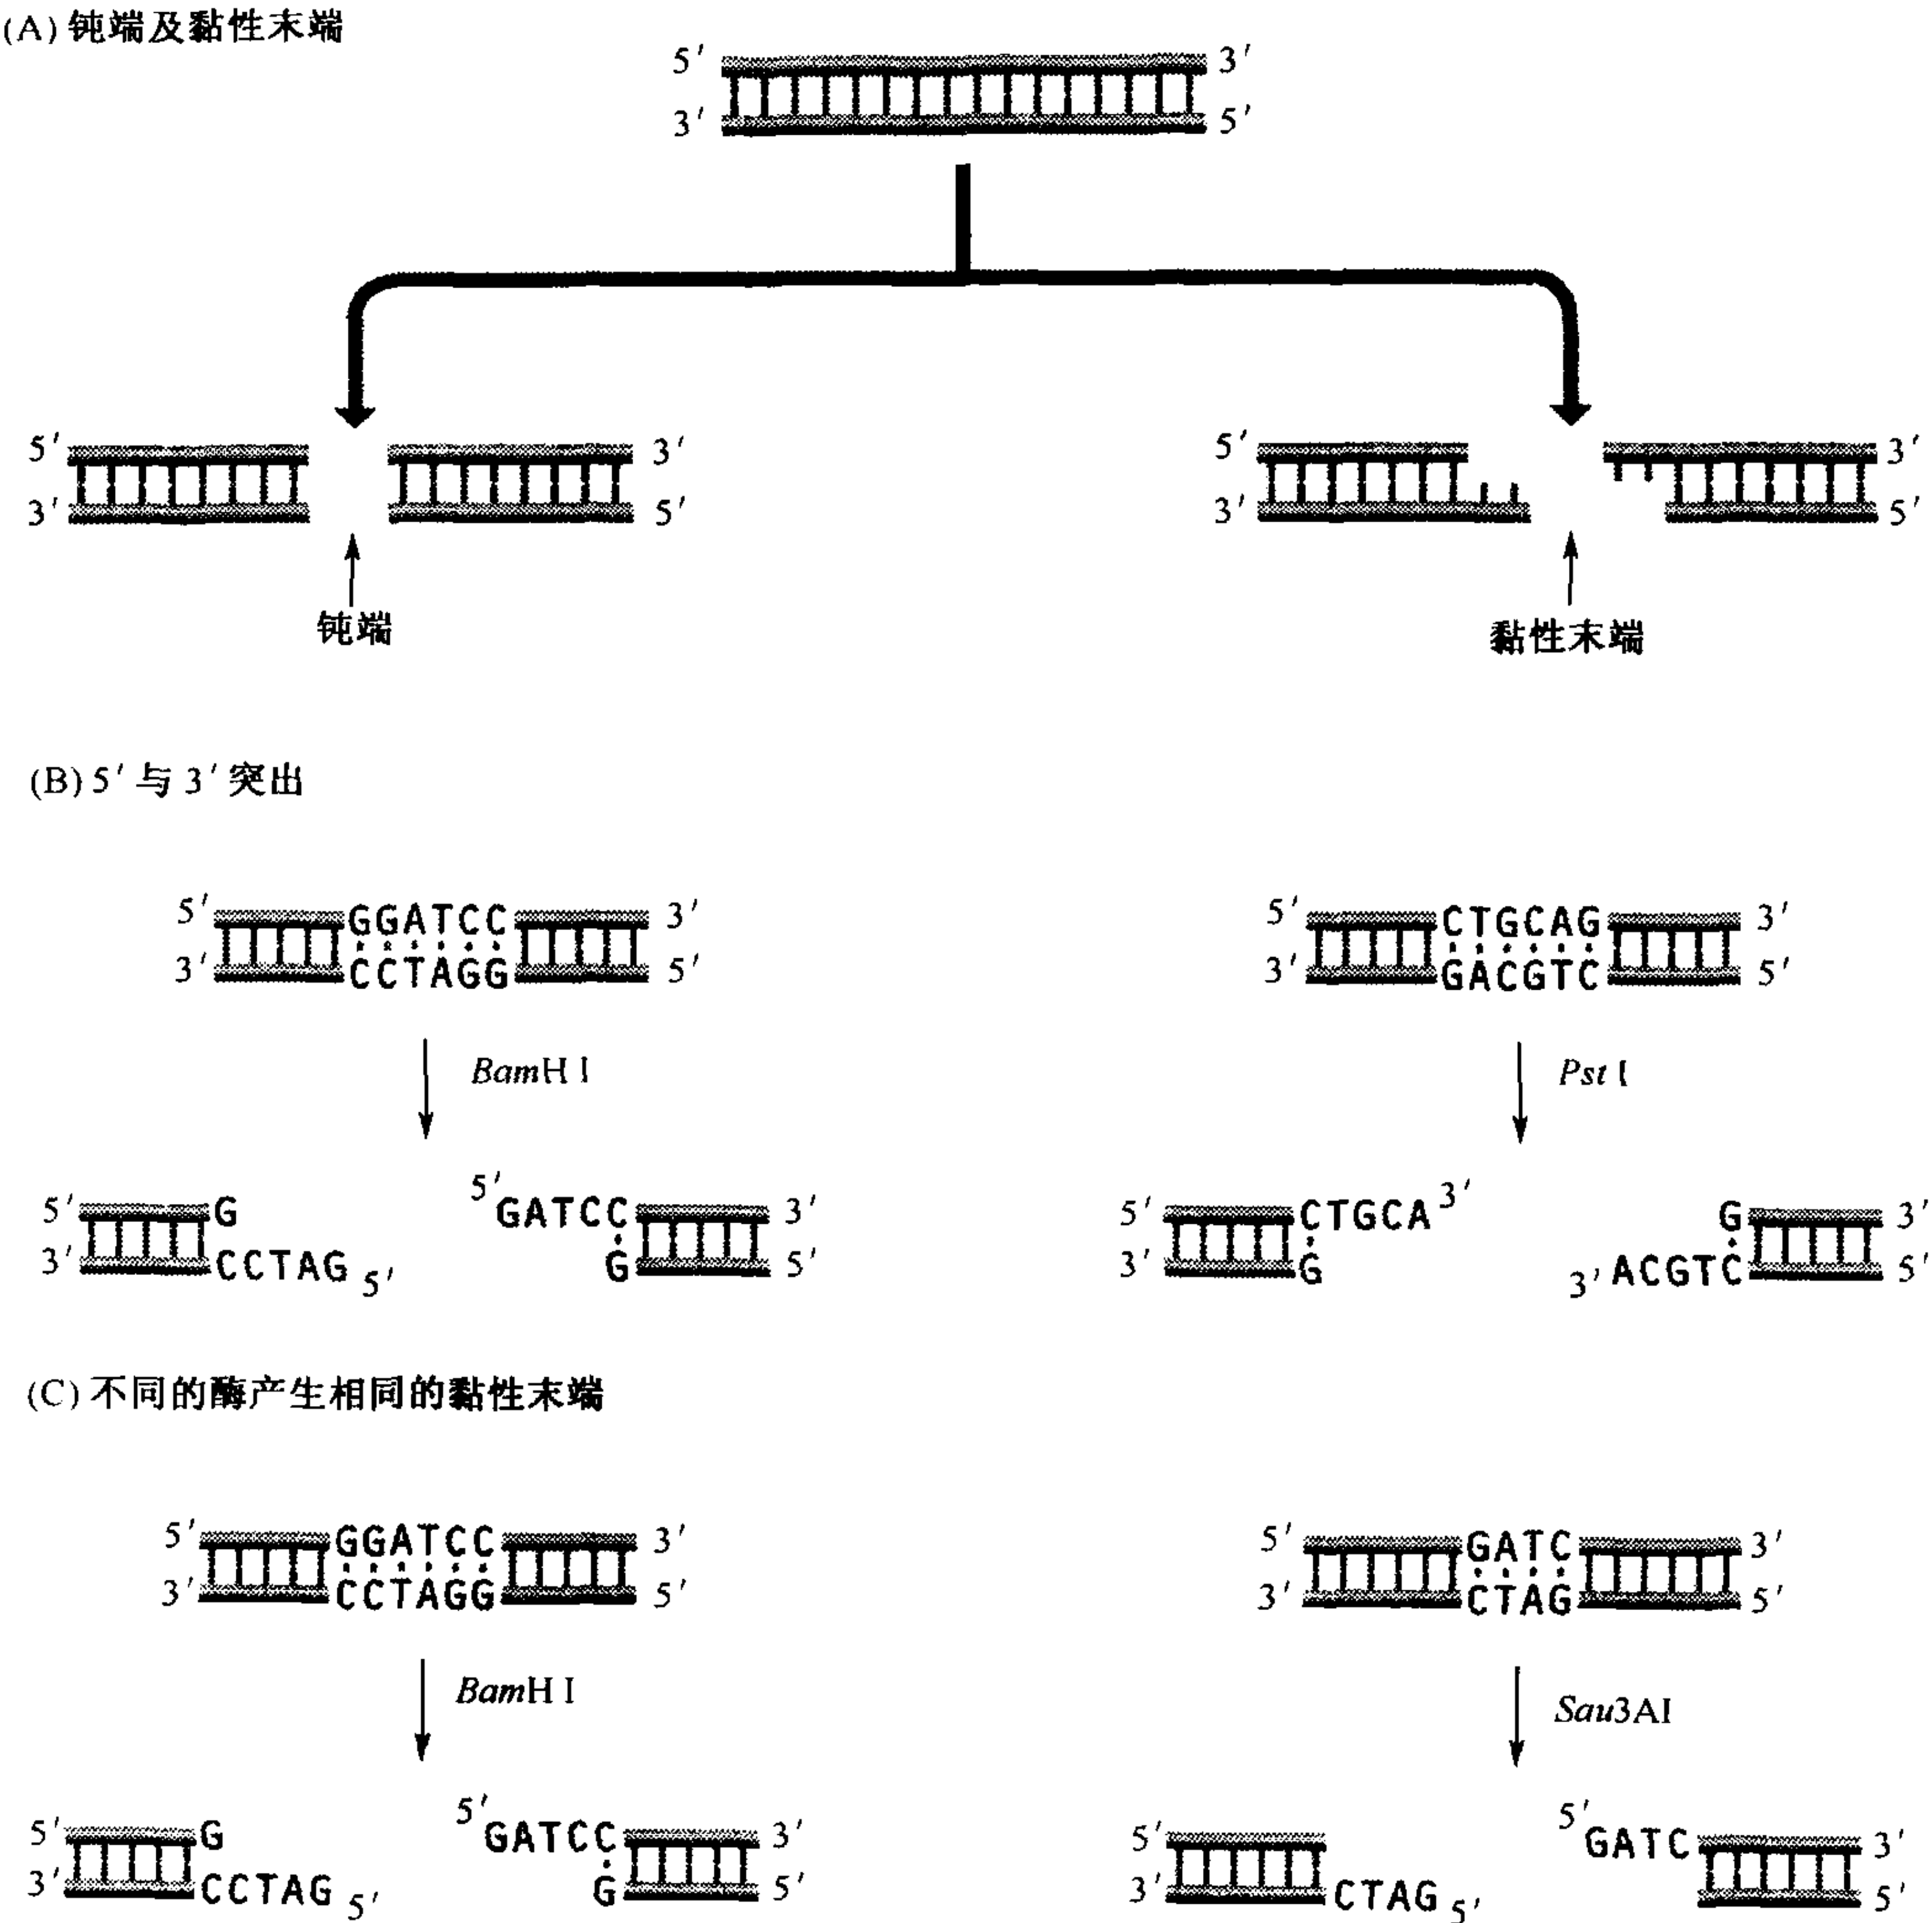 (A) 钝端及黏性末端
5′ 3′
3′ 5′
5′ 3′ 5′ 3′
3′ 5′ 3′ 5′
钝端 黏性末端
(B) 5′与 3′突出
5′ GGATCC 3′ 5′ CTGCAG 3′
3′ CCTAGG 5′ 3′ GACGTC 5′
BamH I Pst I
5′ G 5′ GATCC 3′ 5′ CTGCA 3′ G 3′
3′ CCTAG 5′ G 5′ 3′ G 3′ ACGTC 5′
(C) 不同的酶产生相同的黏性末端
5′ GGATCC 3′ 5′ GATC 3′
3′ CCTAGG 5′ 3′ CTAG 5′
BamH I Sau3AI
5′ G 5′ GATCC 3′ 5′ 5′ GATC 3′
3′ CCTAG 5′ G 5′ 3′ CTAG 5′ 5′